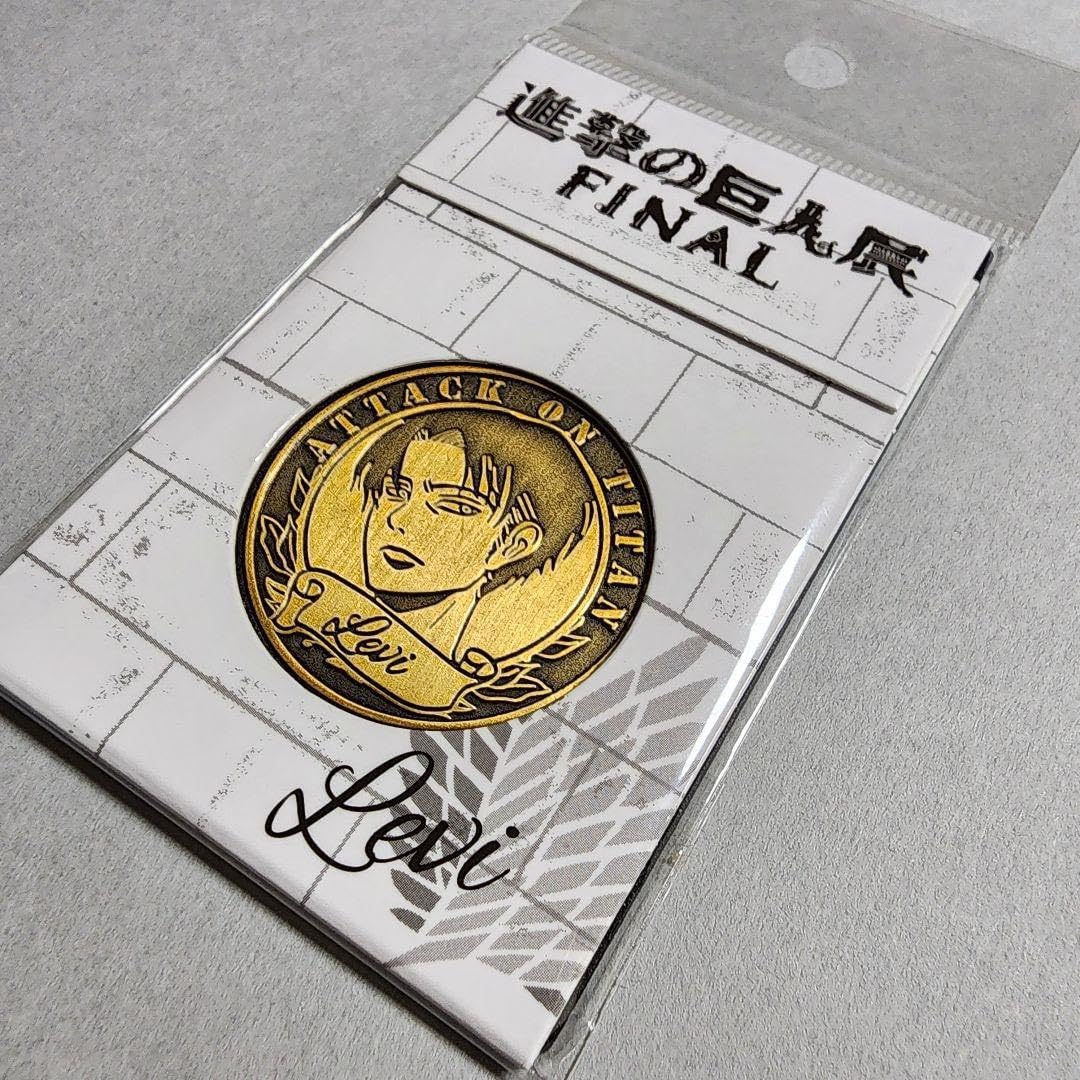 進撃の巨人展
FINAL
ATTACK ON TITAN
Levi
Levi